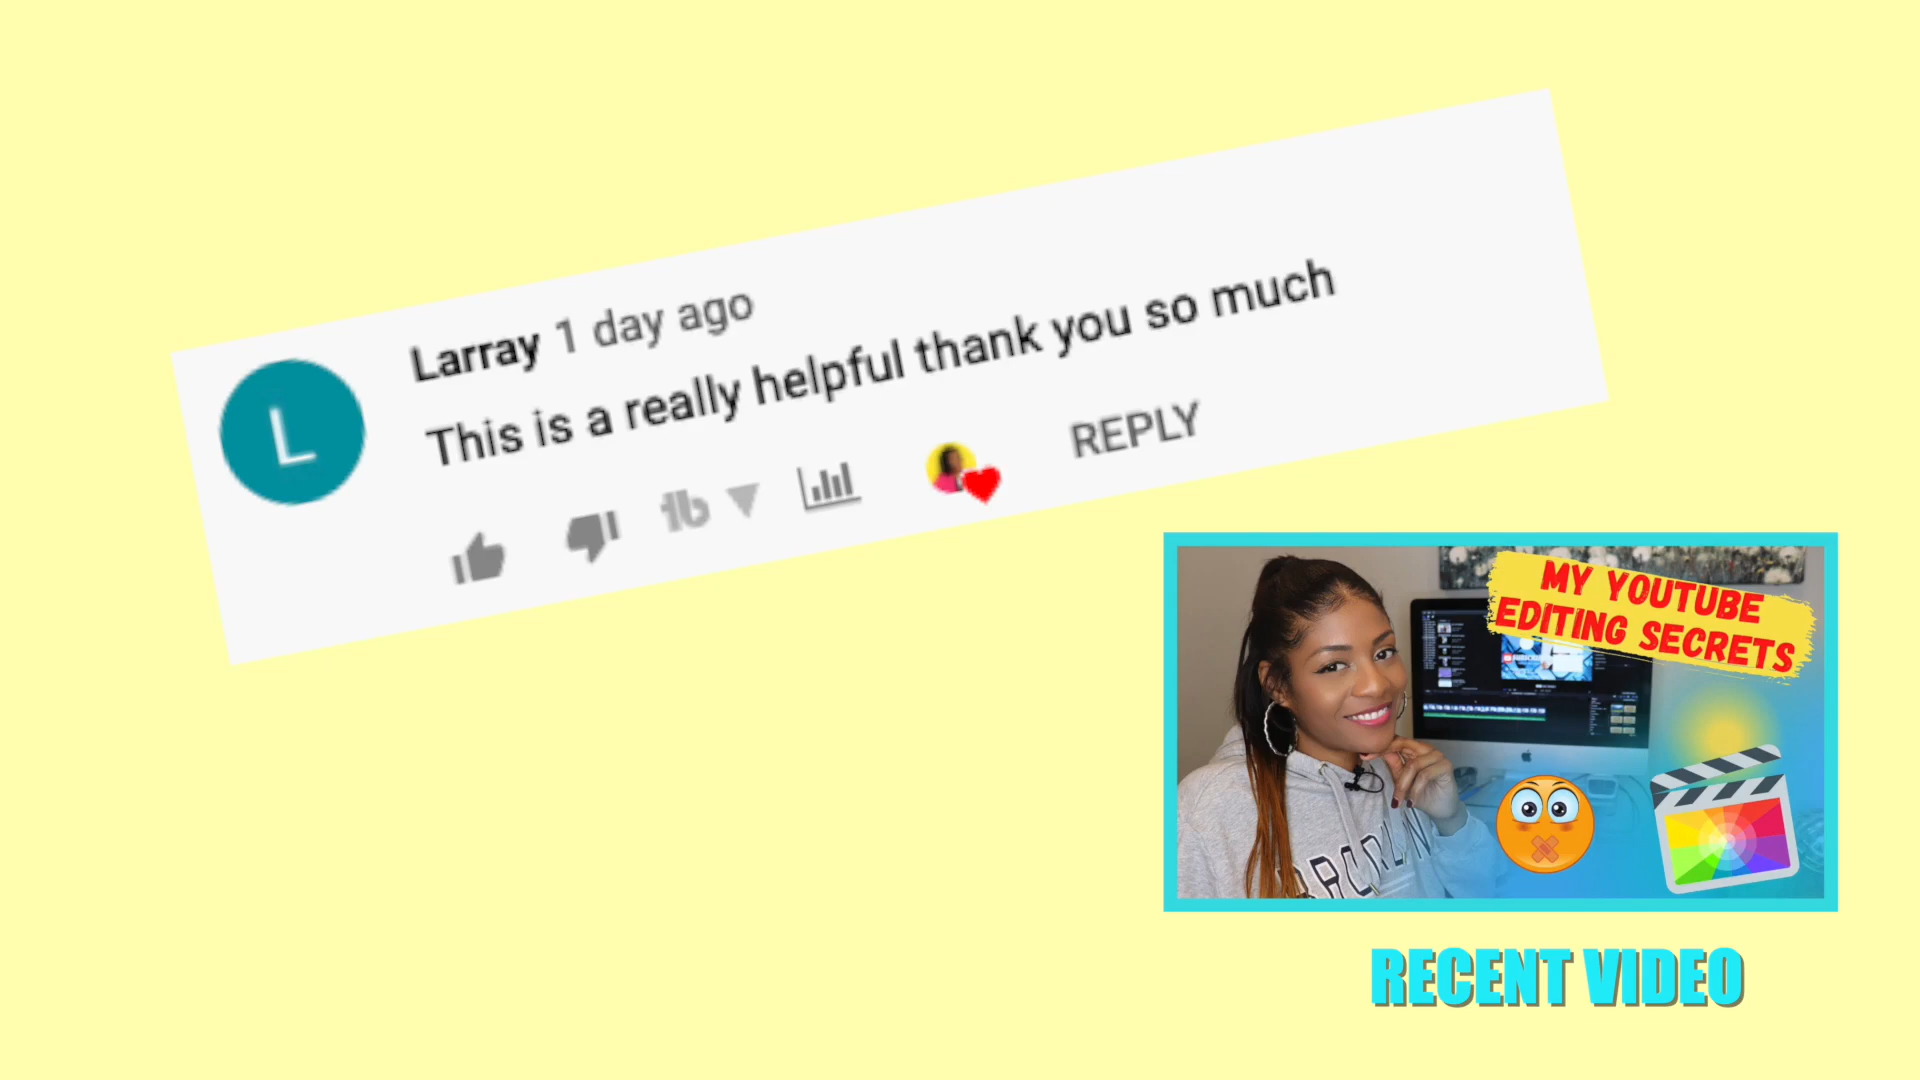 Larray 1 day ago
This is a really helpful thank you so much
REPLY
L
MY YOUTUBE
EDITING SECRETS
RECENT VIDEO